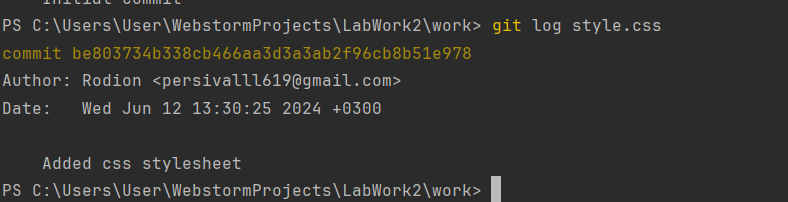 Initial commit
PS C:\Users\User\WebstormProjects\LabWork2\work> git log style.css
commit be803734b338cb466aa3d3a3ab2f96cb8b51e978
Author: Rodion <persivalll619@gmail.com>
Date:   Wed Jun 12 13:30:25 2024 +0300
Added css stylesheet
PS C:\Users\User\WebstormProjects\LabWork2\work>